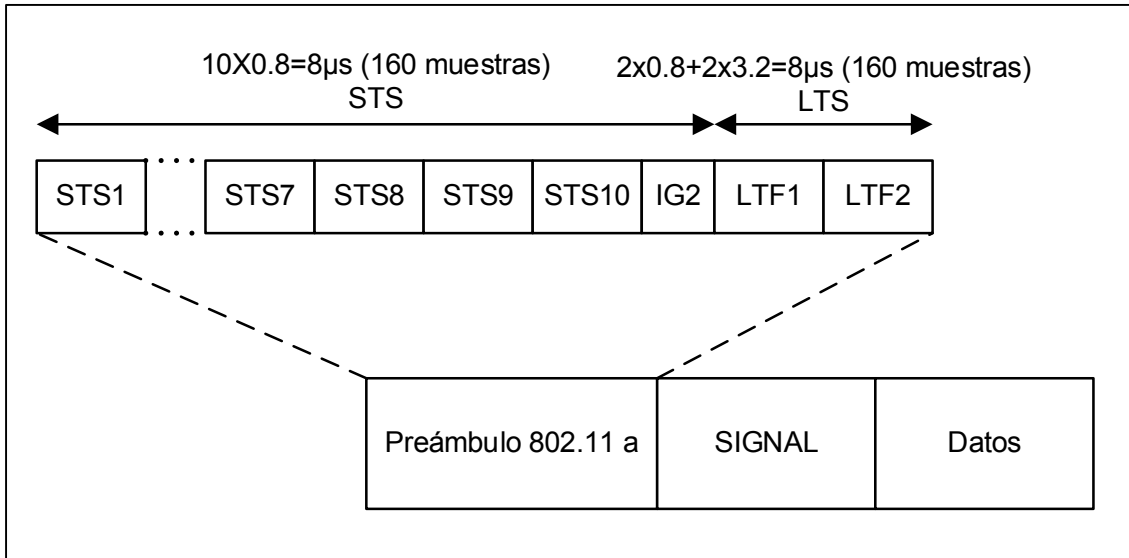 10X0.8=8µs (160 muestras)
STS
2x0.8+2x3.2=8µs (160 muestras)
LTS
STS1 STS7 STS8 STS9 STS10 IG2 LTF1 LTF2
Preámbulo 802.11 a SIGNAL Datos